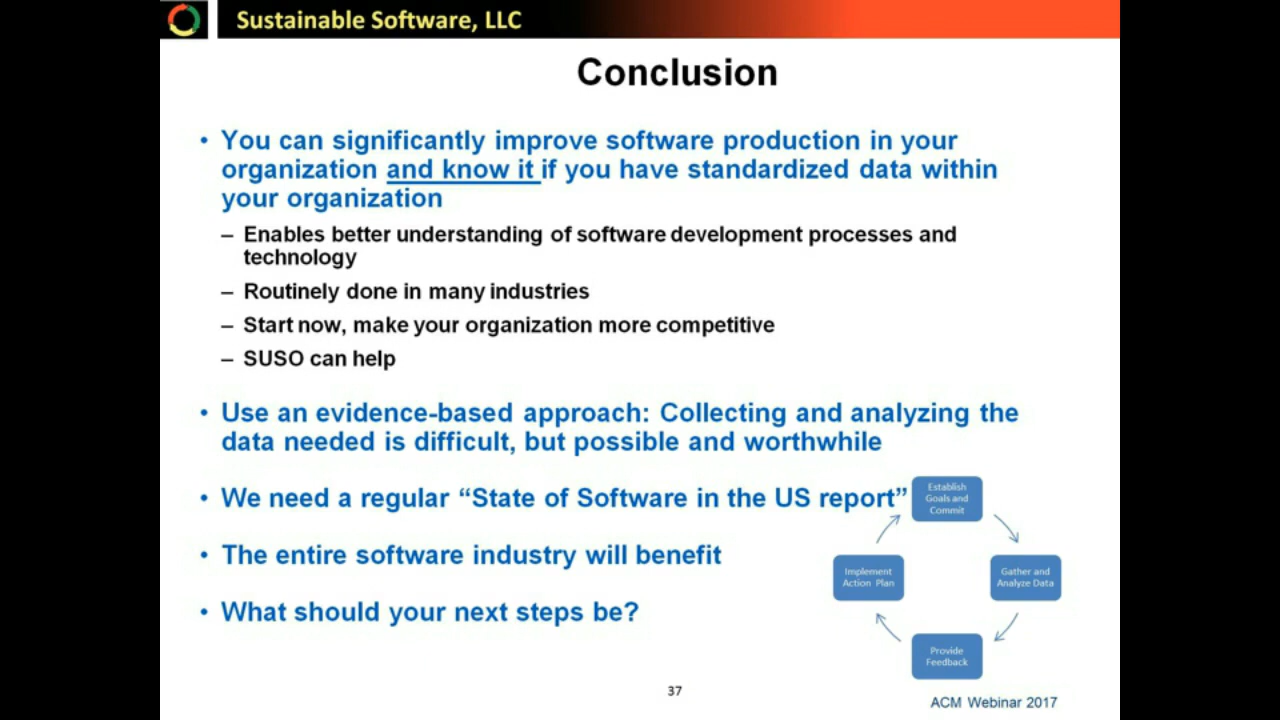 Sustainable Software, LLC
Conclusion
• You can significantly improve software production in your
organization and know it if you have standardized data within
your organization
– Enables better understanding of software development processes and
technology
– Routinely done in many industries
– Start now, make your organization more competitive
– SUSO can help
• Use an evidence-based approach: Collecting and analyzing the
data needed is difficult, but possible and worthwhile
• We need a regular “State of Software in the US report”
• The entire software industry will benefit
• What should your next steps be?
Establish
Goals and
Commit
Gather and
Analyze Data
Provide
Feedback
Implement
Action Plan
37
ACM Webinar 2017